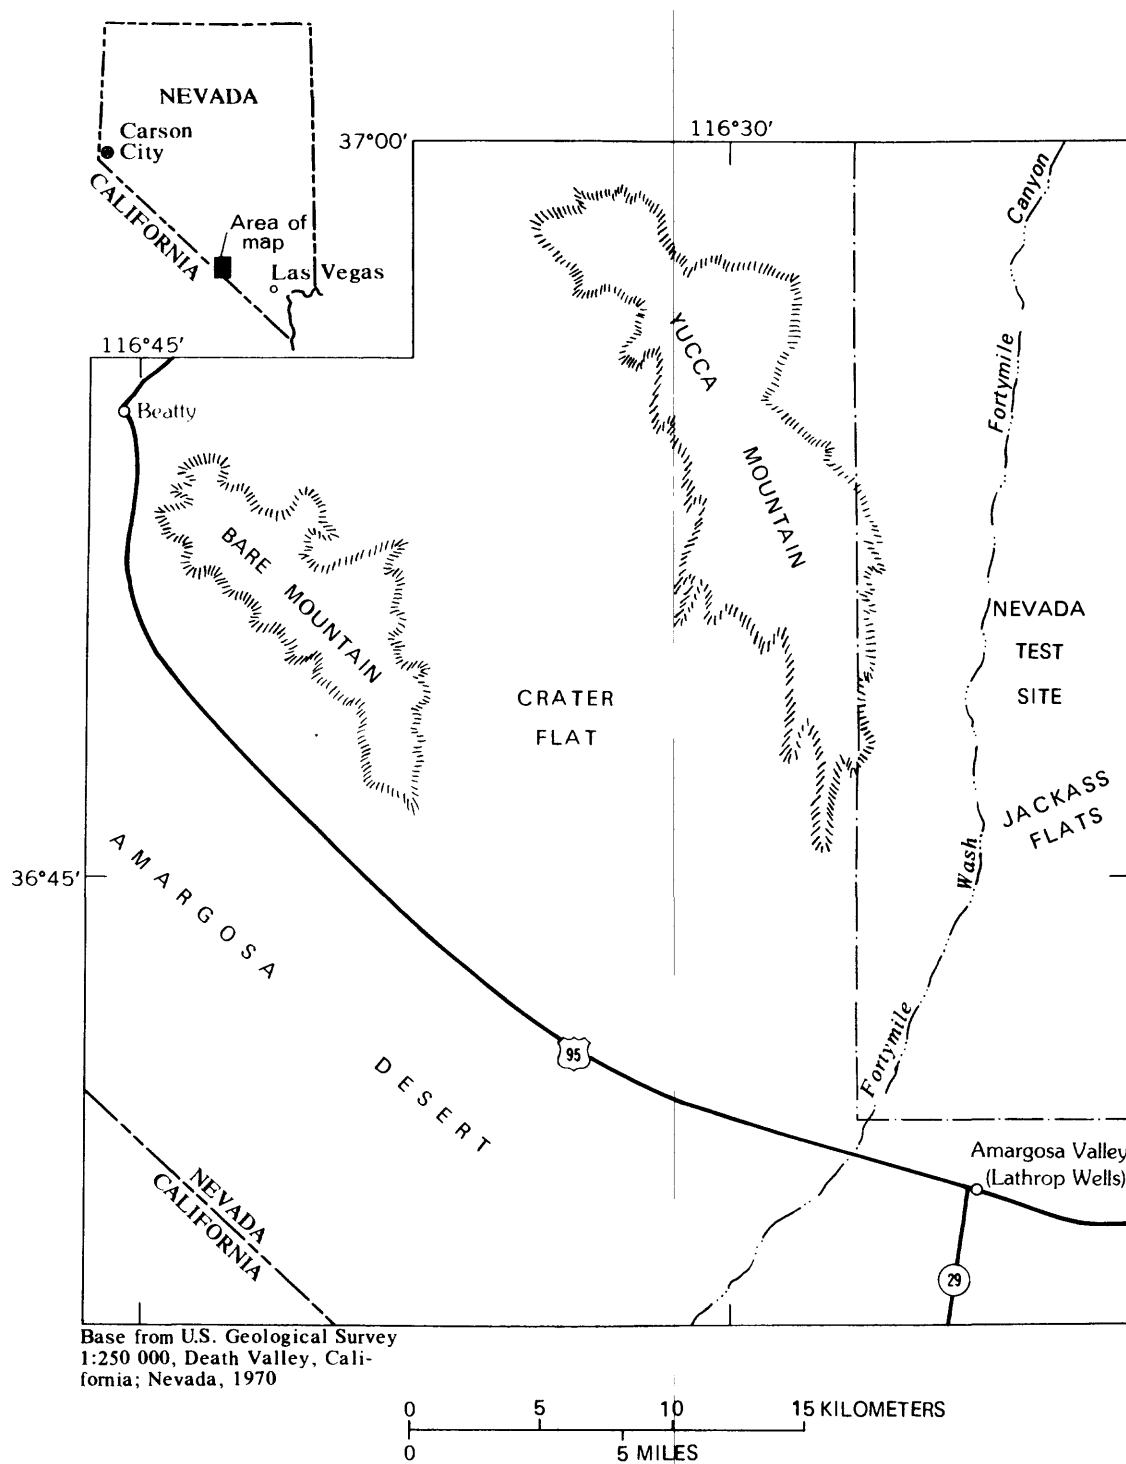 NEVADA
Carson
City
CALIFORNIA
Area of
map
Las Vegas
37°00'
116°30'
116°45'
Beatty
Canyon
Fortymile
YUCCA
MOUNTAIN
BARE
MOUNTAIN
CRATER
FLAT
NEVADA
TEST
SITE
JACKASS
FLATS
Wash
Fortymile
36°45'
AMARGOSA
DESERT
95
Amargosa Valley
(Lathrop Wells)
29
NEVADA
CALIFORNIA
Base from U.S. Geological Survey
1:250 000, Death Valley, Cali-
fornia; Nevada, 1970
0 5 10 15 KILOMETERS
0 5 MILES